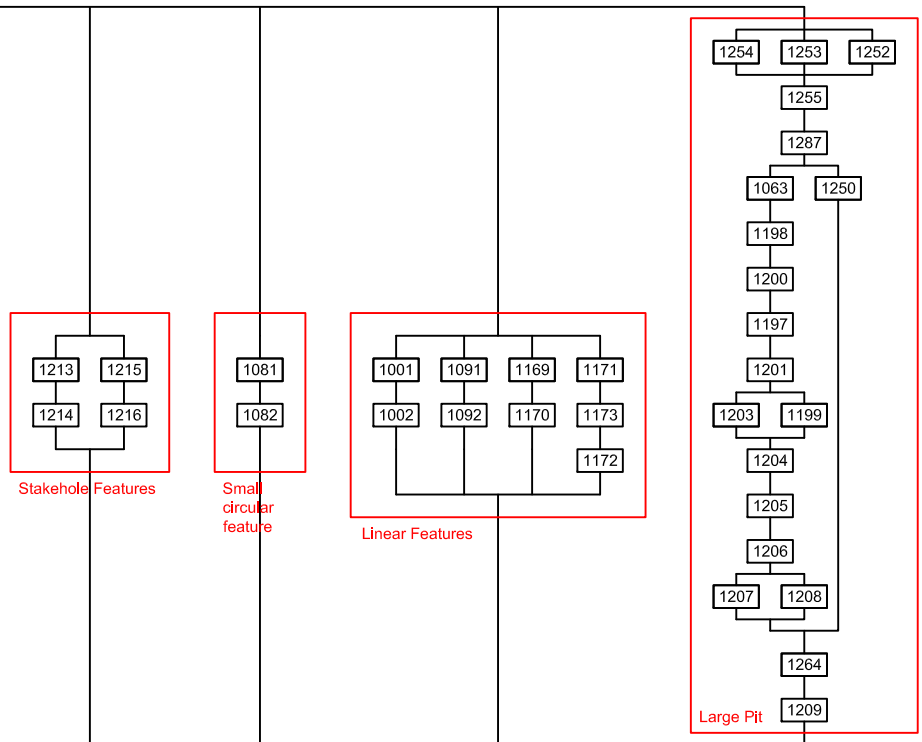 1254 1253 1252
1255
1287
1063 1250
1198
1200
1197
1213 1215 1081 1001 1091 1169 1171 1201
1214 1216 1082 1002 1092 1170 1173 1203 1199
1172 1204
Stakehole Features
Small
circular
feature
Linear Features
1205
1206
1207 1208
1264
1209
Large Pit